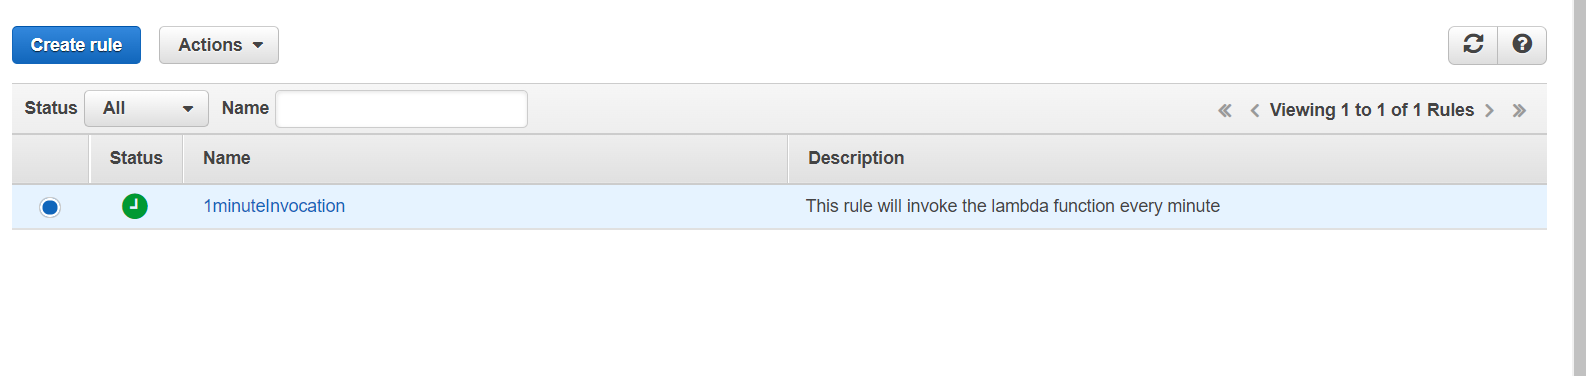 Create rule Actions
Status All Name Viewing 1 to 1 of 1 Rules
Status Name Description
1minuteInvocation This rule will invoke the lambda function every minute